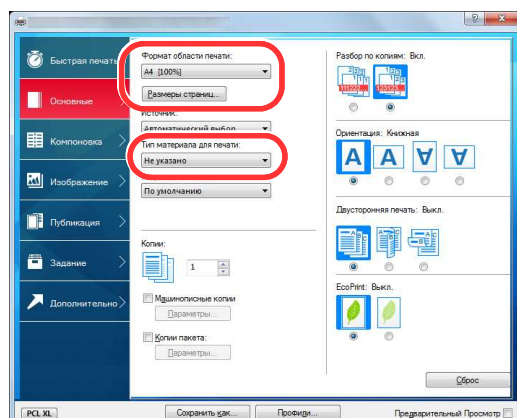 Быстрая печать
Основные
Компоновка
Изображение
Публикация
Задание
Дополнительно
Формат области печати:
A4 [100%]
Размеры страниц...
Источник:
Автоматический выбор
Тип материала для печати:
Не указано
По умолчанию
Копии:
1
Машинописные копии
Параметры...
Копии пакета:
Параметры...
Разбор по копиям: Вкл.
111222 123123
Ориентация: Книжная
A A A A
Двусторонняя печать: Выкл.
EcoPrint: Выкл.
Сброс
PCL XL
Сохранить как...
Профили...
Предварительный Просмотр